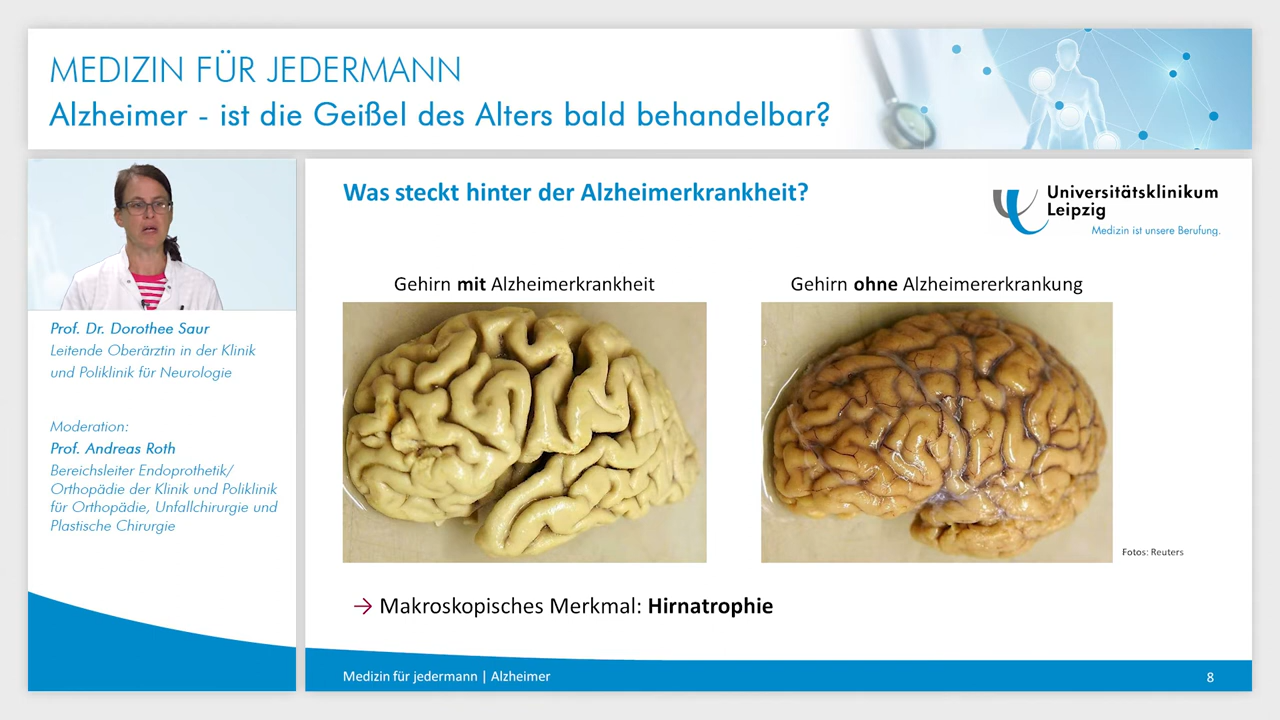 MEDIZIN FÜR JEDERMANN
Alzheimer - ist die Geißel des Alters bald behandelbar?
Prof. Dr. Dorothee Saur
Leitende Oberärztin in der Klinik
und Poliklinik für Neurologie
Moderation:
Prof. Andreas Roth
Bereichsleiter Endoprothetik/
Orthopädie der Klinik und Poliklinik
für Orthopädie, Unfallchirurgie und
Plastische Chirurgie
Was steckt hinter der Alzheimerkrankheit?
Universitätsklinikum
Leipzig
Medizin ist unsere Berufung.
Gehirn mit Alzheimerkrankheit
Gehirn ohne Alzheimererkrankung
Fotos: Reuters
→ Makroskopisches Merkmal: Hirnatrophie
Medizin für jedermann | Alzheimer
8